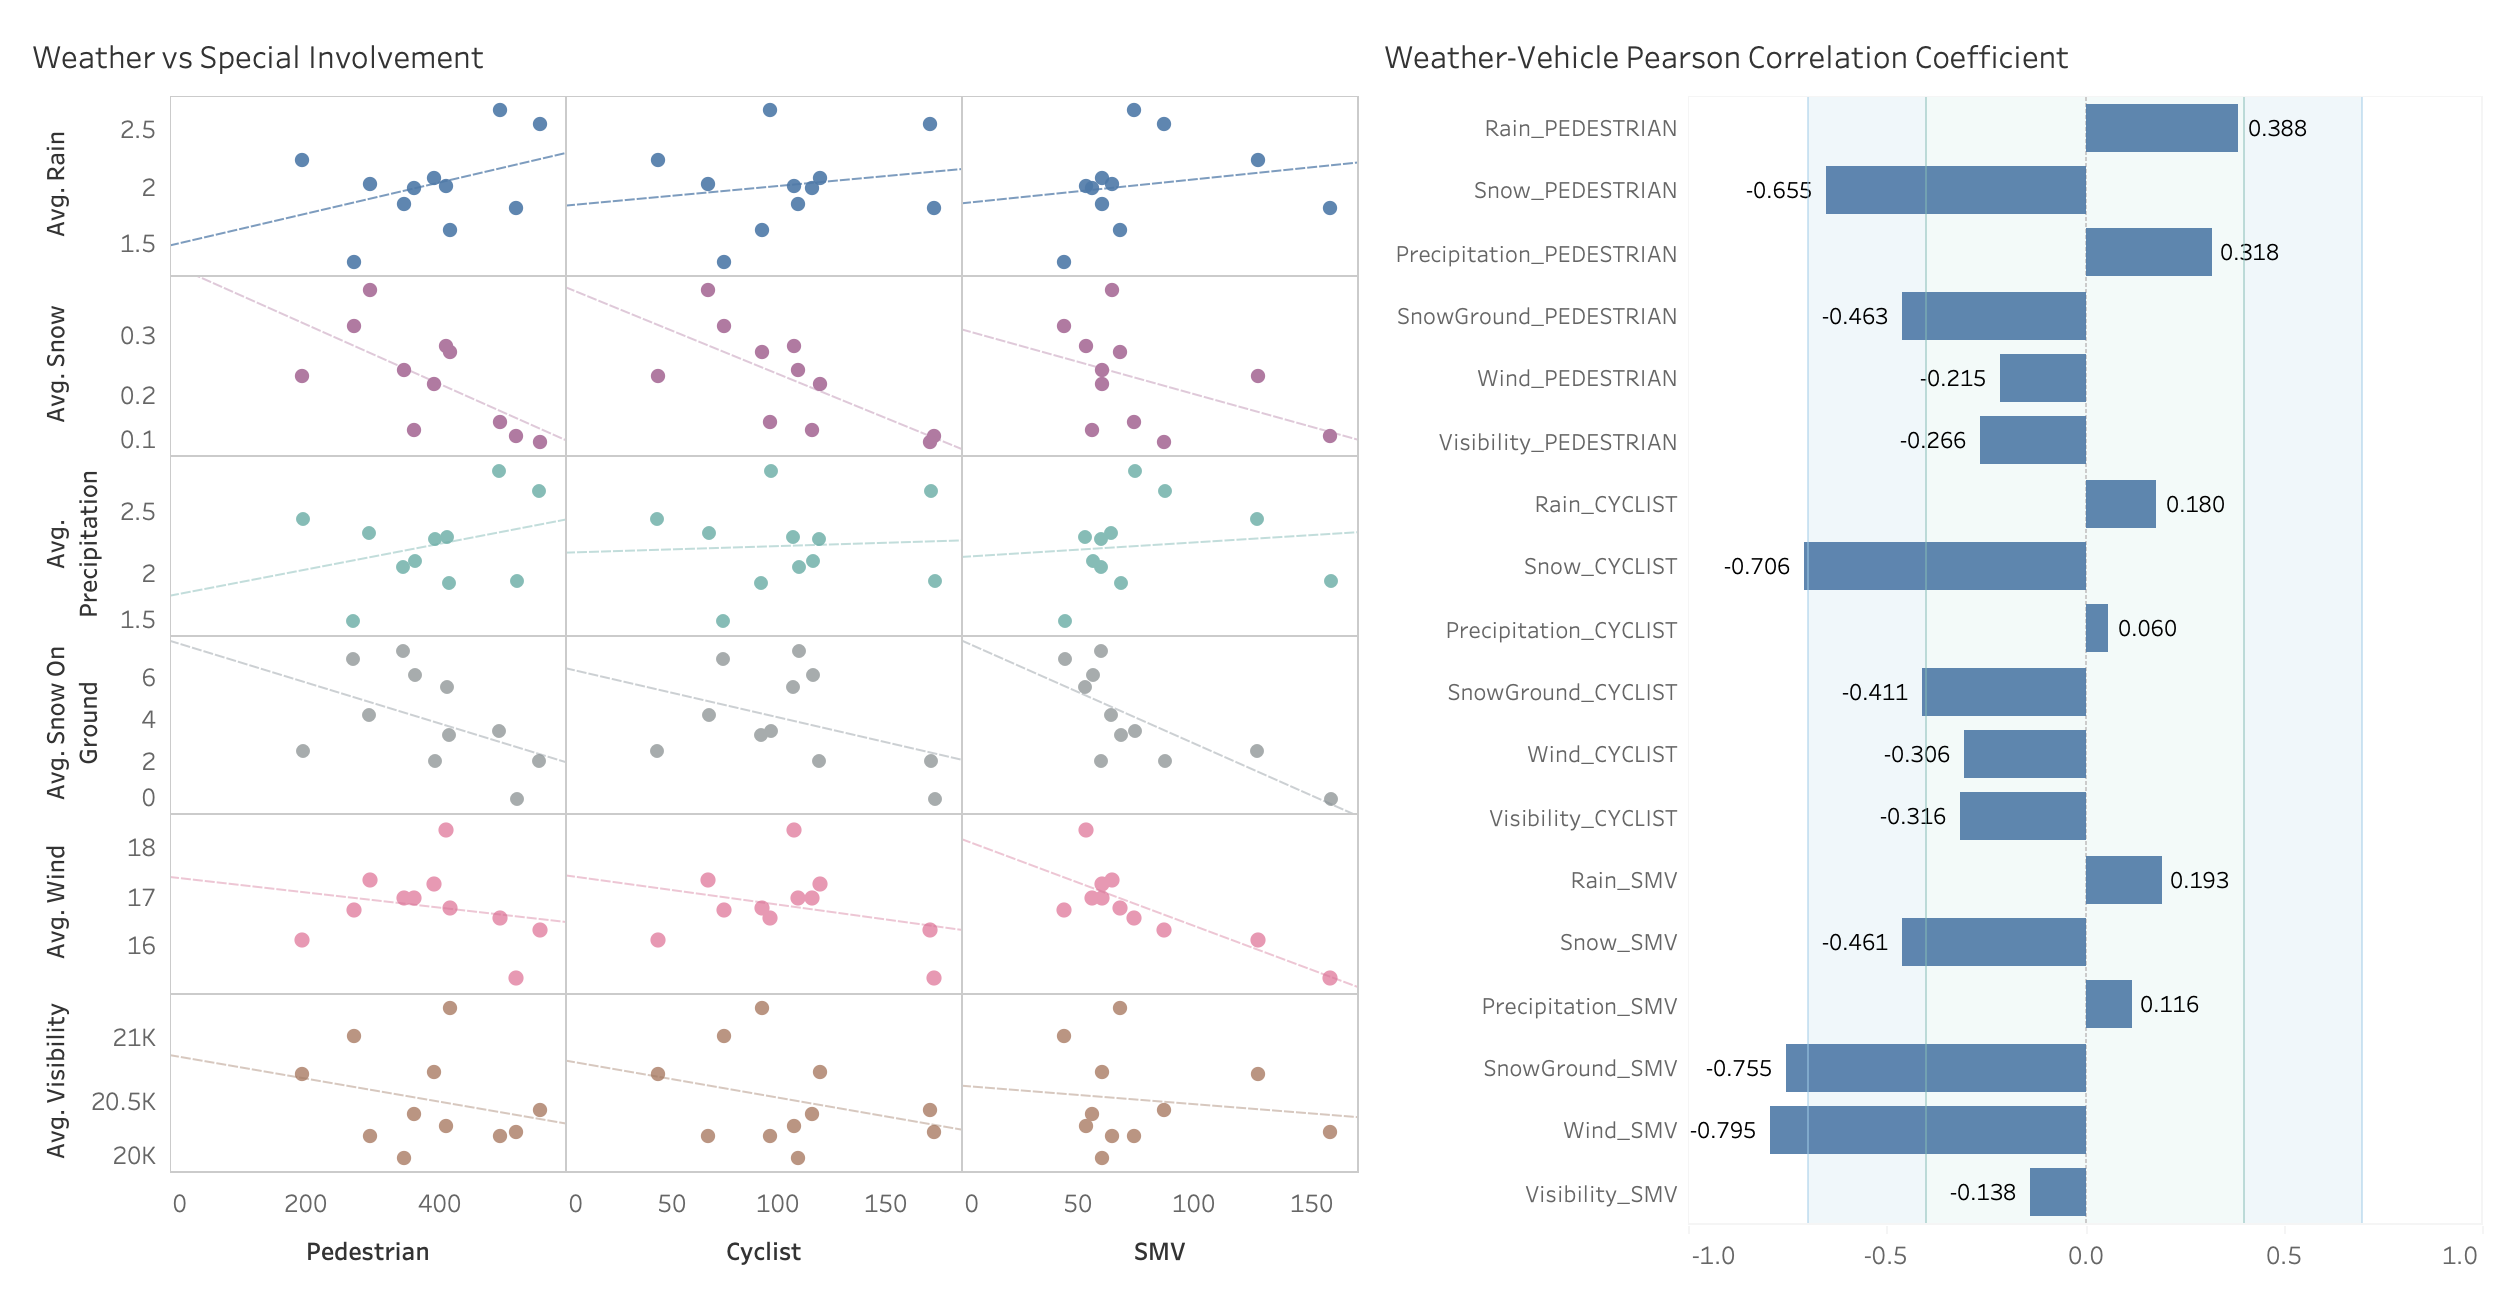 Weather vs Special Involvement
Avg. Rain
2.5
2
1.5
Avg. Snow
0.3
0.2
0.1
Avg.
Precipitation
2.5
2
1.5
Avg. Snow On
Ground
6
4
2
0
Avg. Wind
18
17
16
Avg. Visibility
21K
20.5K
20K
0 200 400
0 50 100 150
0 50 100 150
Pedestrian
Cyclist
SMV
Weather-Vehicle Pearson Correlation Coefficient
Rain_PEDESTRIAN 0.388
Snow_PEDESTRIAN -0.655
Precipitation_PEDESTRIAN 0.318
SnowGround_PEDESTRIAN -0.463
Wind_PEDESTRIAN -0.215
Visibility_PEDESTRIAN -0.266
Rain_CYCLIST 0.180
Snow_CYCLIST -0.706
Precipitation_CYCLIST 0.060
SnowGround_CYCLIST -0.411
Wind_CYCLIST -0.306
Visibility_CYCLIST -0.316
Rain_SMV 0.193
Snow_SMV -0.461
Precipitation_SMV 0.116
SnowGround_SMV -0.755
Wind_SMV -0.795
Visibility_SMV -0.138
-1.0 -0.5 0.0 0.5 1.0